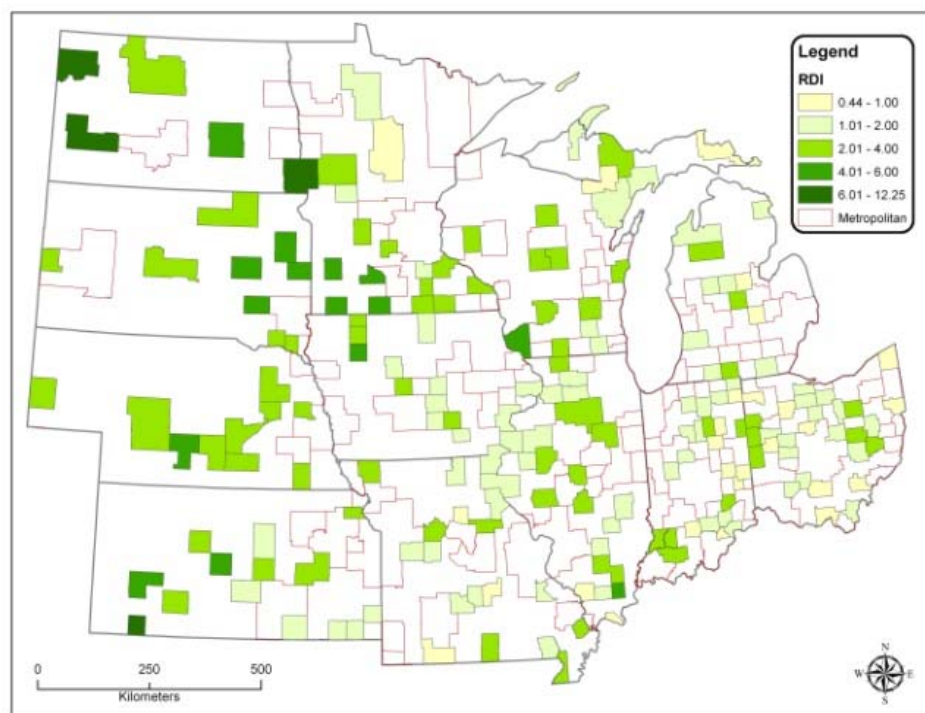 Legend
RDI
0.44 - 1.00
1.01 - 2.00
2.01 - 4.00
4.01 - 6.00
6.01 - 12.25
Metropolitan
0 250 500
Kilometers
N
W E
S